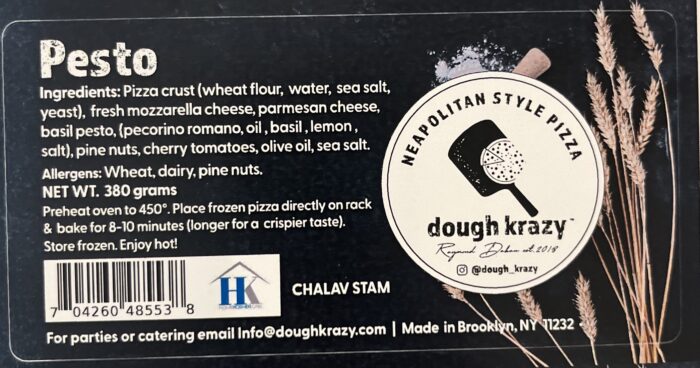 Pesto
Ingredients: Pizza crust (wheat flour, water, sea salt,
yeast), fresh mozzarella cheese, parmesan cheese,
basil pesto, (pecorino romano, oil , basil , lemon ,
salt), pine nuts, cherry tomatoes, olive oil, sea salt.
Allergens: Wheat, dairy, pine nuts.
NET WT. 380 grams
Preheat oven to 450°. Place frozen pizza directly on rack
& bake for 8-10 minutes (longer for a crispier taste).
Store frozen. Enjoy hot!
7 04260 48553 8
HK
CHALAV STAM
For parties or catering email Info@doughkrazy.com | Made in Brooklyn, NY 11232
NEAPOLITAN STYLE PIZZA
dough krazy™
est. 2018
@dough_krazy